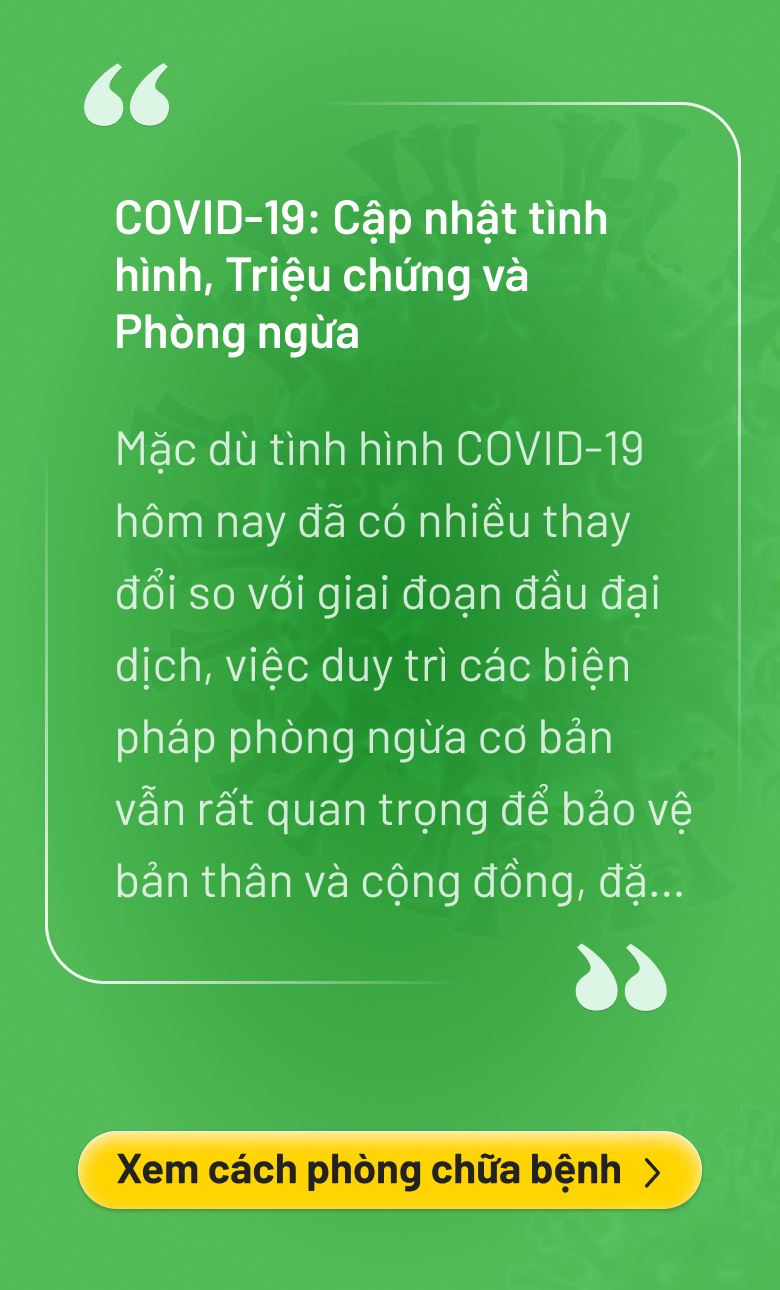 “
COVID-19: Cập nhật tình
hình, Triệu chứng và
Phòng ngừa
Mặc dù tình hình COVID-19
hôm nay đã có nhiều thay
đổi so với giai đoạn đầu đại
dịch, việc duy trì các biện
pháp phòng ngừa cơ bản
vẫn rất quan trọng để bảo vệ
bản thân và cộng đồng, đặ...
”
Xem cách phòng chữa bệnh >